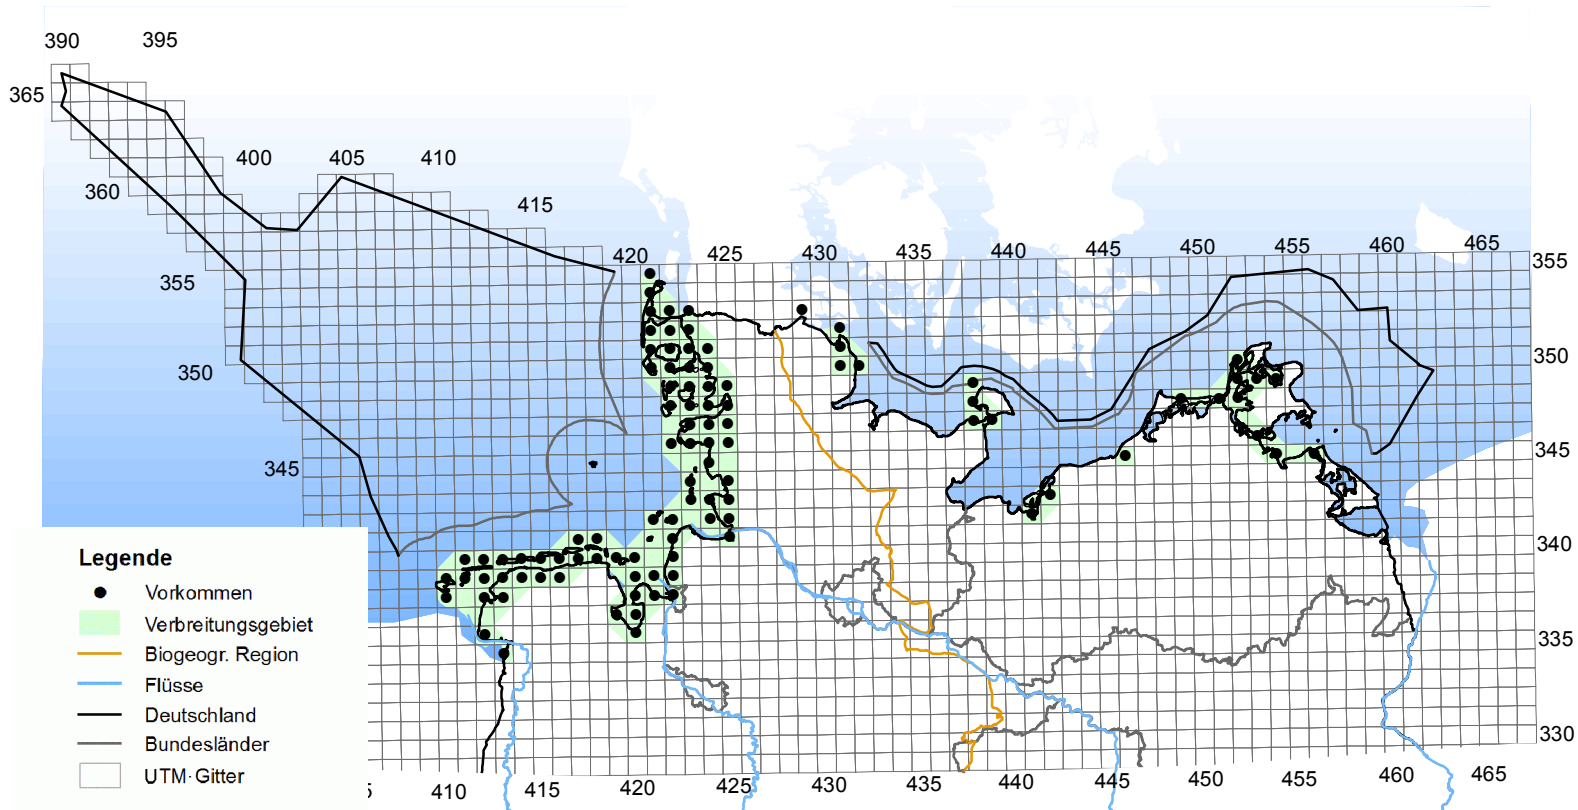 390 395
365
400 405 410
360
415
420 425 430 435 440 445 450 455 460 465
355 355
350 350
345 345
340
335
330
Legende
Vorkommen
Verbreitungsgebiet
Biogeogr. Region
Flüsse
Deutschland
Bundesländer
UTM-Gitter
410 415 420 425 430 435 440 445 450 455 460 465